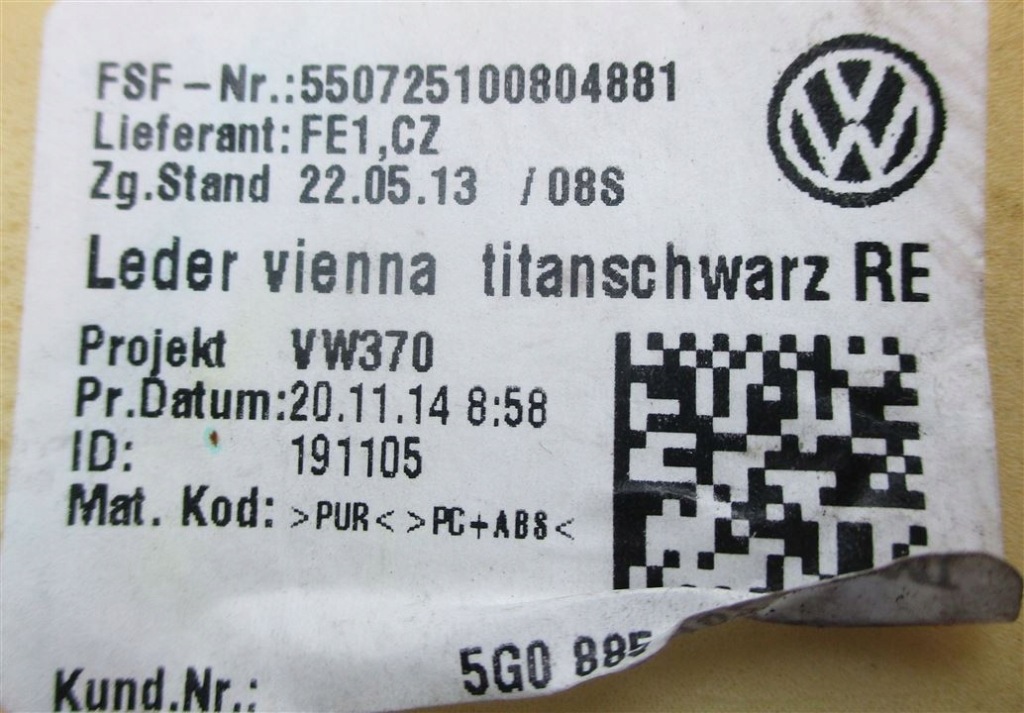 FSF-Nr.:550725100804881
Lieferant:FE1,CZ
Zg.Stand 22.05.13 /08S
Leder vienna titanschwarz RE
Projekt VW370
Pr.Datum:20.11.14 8:58
ID: 191105
Mat. Kod: >PUR< >PC+ABS<
Kund.Nr.: 5G0 885